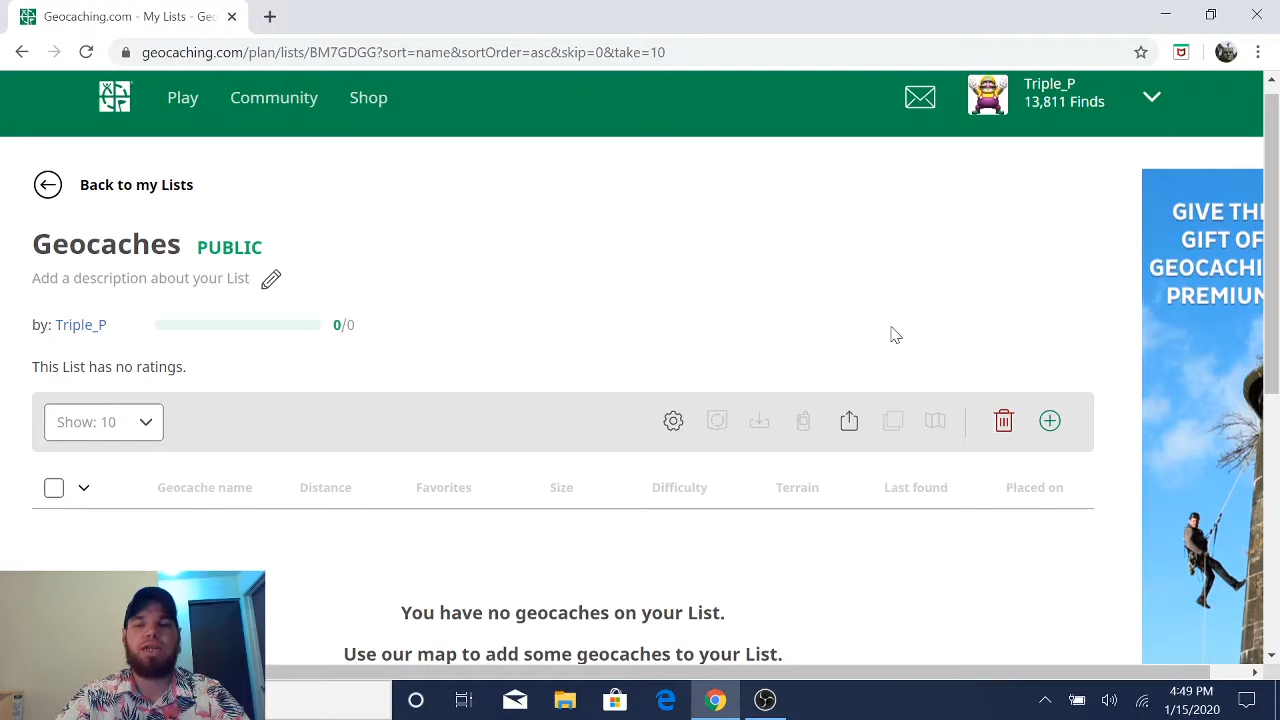 Geocaching.com - My Lists - Geo
geocaching.com/plan/lists/BM7GDGG?sort=name&sortOrder=asc&skip=0&take=10
Play
Community
Shop
Triple_P
13,811 Finds
Back to my Lists
Geocaches PUBLIC
Add a description about your List
by: Triple_P
0/0
This List has no ratings.
Show: 10
Geocache name
Distance
Favorites
Size
Difficulty
Terrain
Last found
Placed on
You have no geocaches on your List.
Use our map to add some geocaches to your List.
GIVE TH
GIFT OF
GEOCACHI
PREMIUM
4:49 PM
1/15/2020